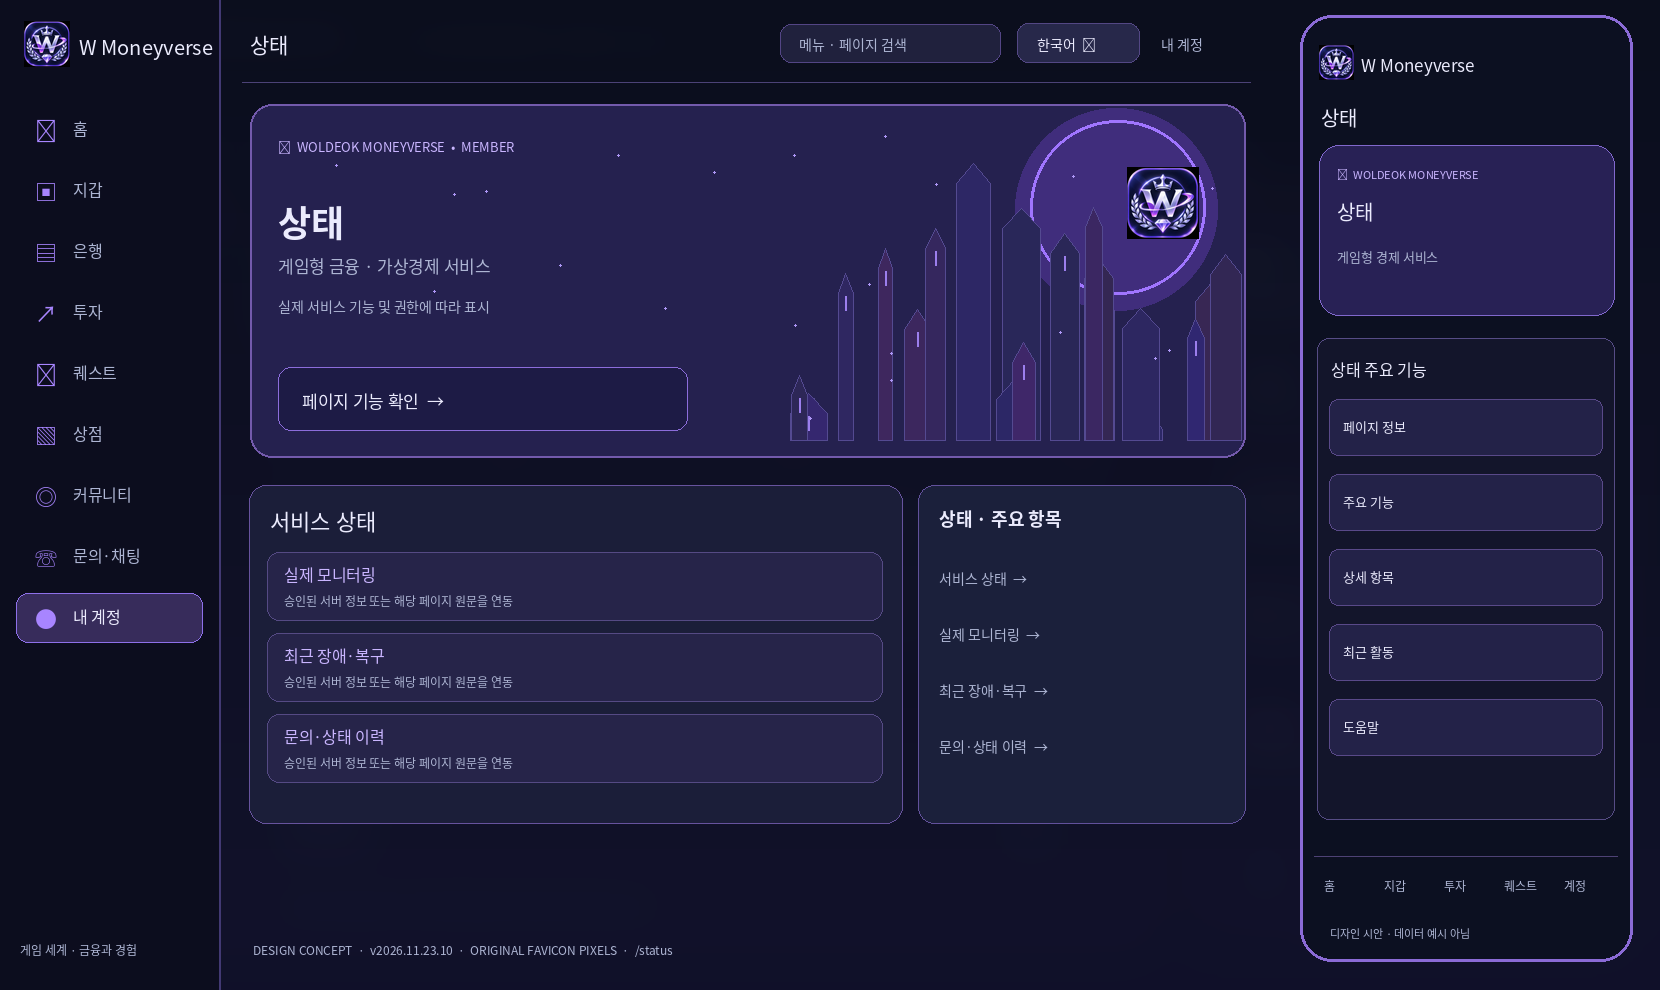 W Moneyverse
홈
지갑
은행
투자
퀘스트
상점
커뮤니티
문의·채팅
내 계정
게임 세계 · 금융과 경험
상태
메뉴 · 페이지 검색
한국어
내 계정
WOLDEOK MONEYVERSE • MEMBER
상태
게임형 금융 · 가상경제 서비스
실제 서비스 기능 및 권한에 따라 표시
페이지 기능 확인 →
W
서비스 상태
실제 모니터링
승인된 서버 정보 또는 해당 페이지 원문을 연동
최근 장애·복구
승인된 서버 정보 또는 해당 페이지 원문을 연동
문의·상태 이력
승인된 서버 정보 또는 해당 페이지 원문을 연동
상태 · 주요 항목
서비스 상태 →
실제 모니터링 →
최근 장애·복구 →
문의·상태 이력 →
DESIGN CONCEPT · v2026.11.23.10 · ORIGINAL FAVICON PIXELS · /status
W Moneyverse
상태
WOLDEOK MONEYVERSE
상태
게임형 경제 서비스
상태 주요 기능
페이지 정보
주요 기능
상세 항목
최근 활동
도움말
홈 지갑 투자 퀘스트 계정
디자인 시안 · 데이터 예시 아님